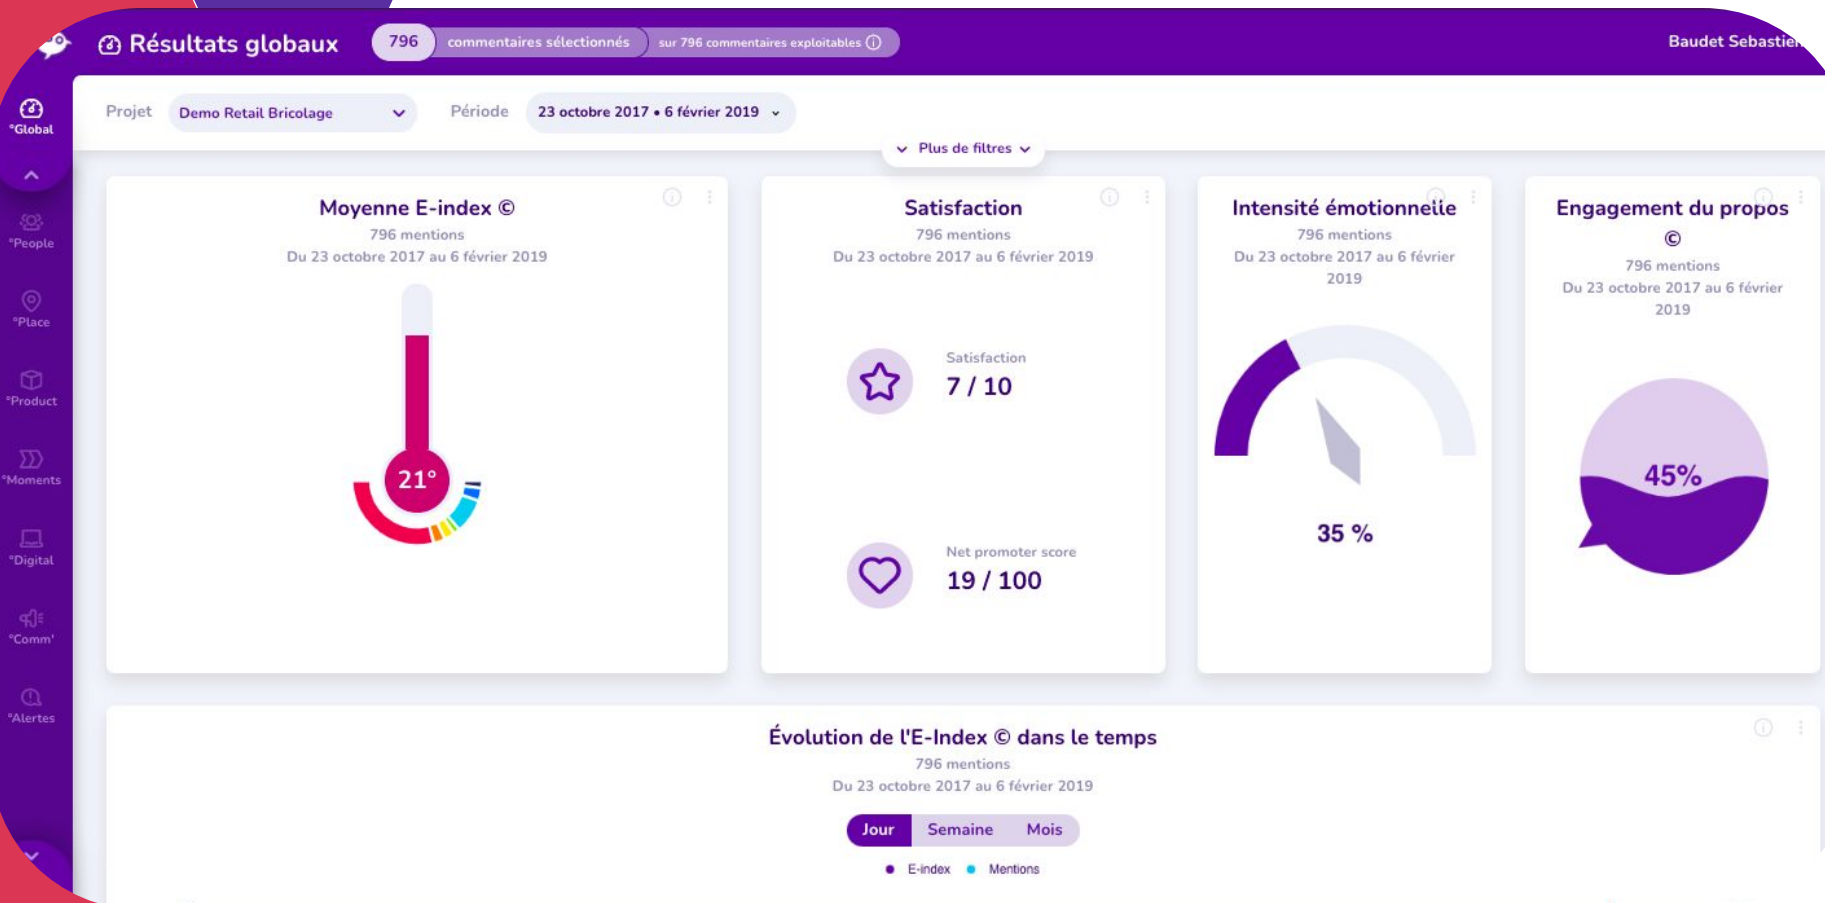 Résultats globaux
796 commentaires sélectionnés sur 796 commentaires exploitables
Baudet Sebastien
Projet Demo Retail Bricolage Période 23 octobre 2017 • 6 février 2019
Plus de filtres
°Global
°People
°Place
°Product
°Moments
°Digital
°Comm'
°Alertes
Moyenne E-index ©
796 mentions
Du 23 octobre 2017 au 6 février 2019
21°
Satisfaction
796 mentions
Du 23 octobre 2017 au 6 février 2019
Satisfaction
7 / 10
Net promoter score
19 / 100
Intensité émotionnelle
796 mentions
Du 23 octobre 2017 au 6 février
2019
35 %
Engagement du propos
©
796 mentions
Du 23 octobre 2017 au 6 février
2019
45%
Évolution de l'E-Index © dans le temps
796 mentions
Du 23 octobre 2017 au 6 février 2019
Jour Semaine Mois
E-index Mentions